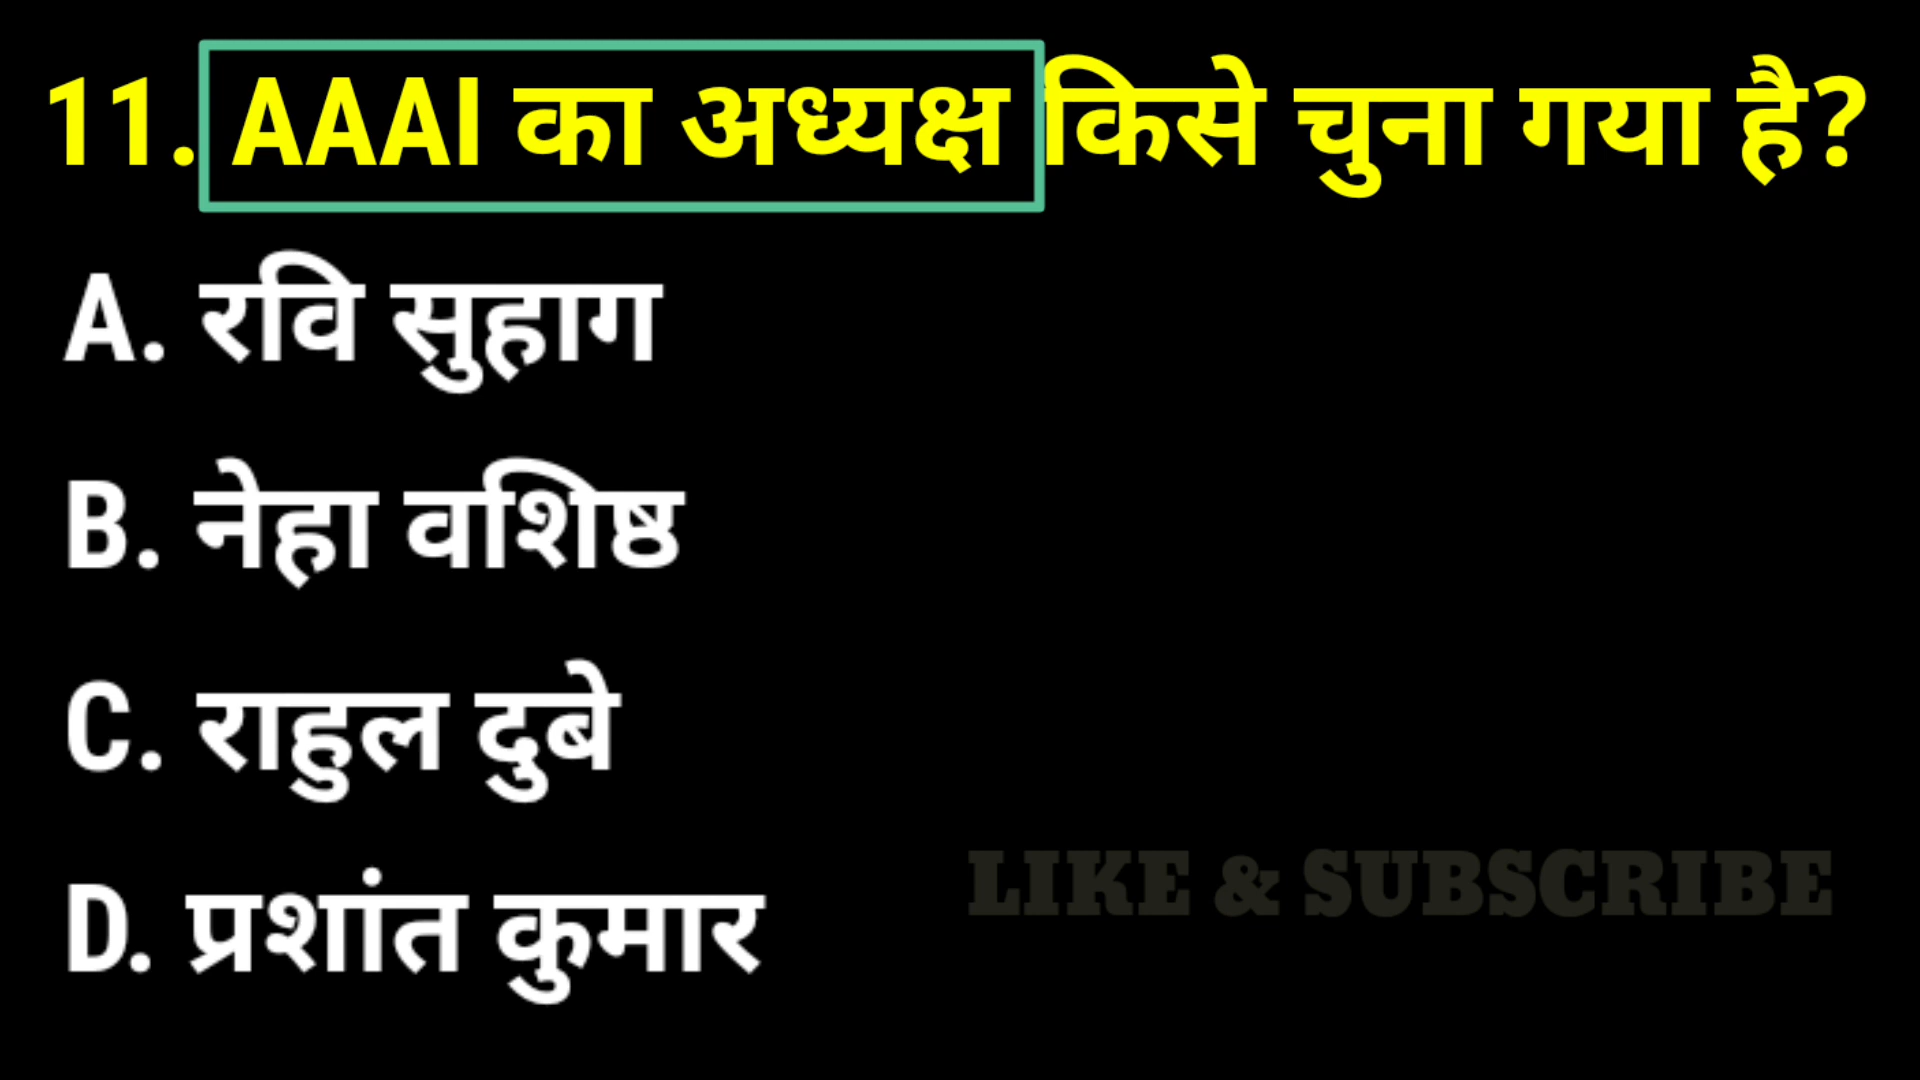 11. AAAI का अध्यक्ष किसे चुना गया है?
A. रवि सुहाग
B. नेहा वशिष्ठ
C. राहुल दुबे
D. प्रशांत कुमार
LIKE & SUBSCRIBE